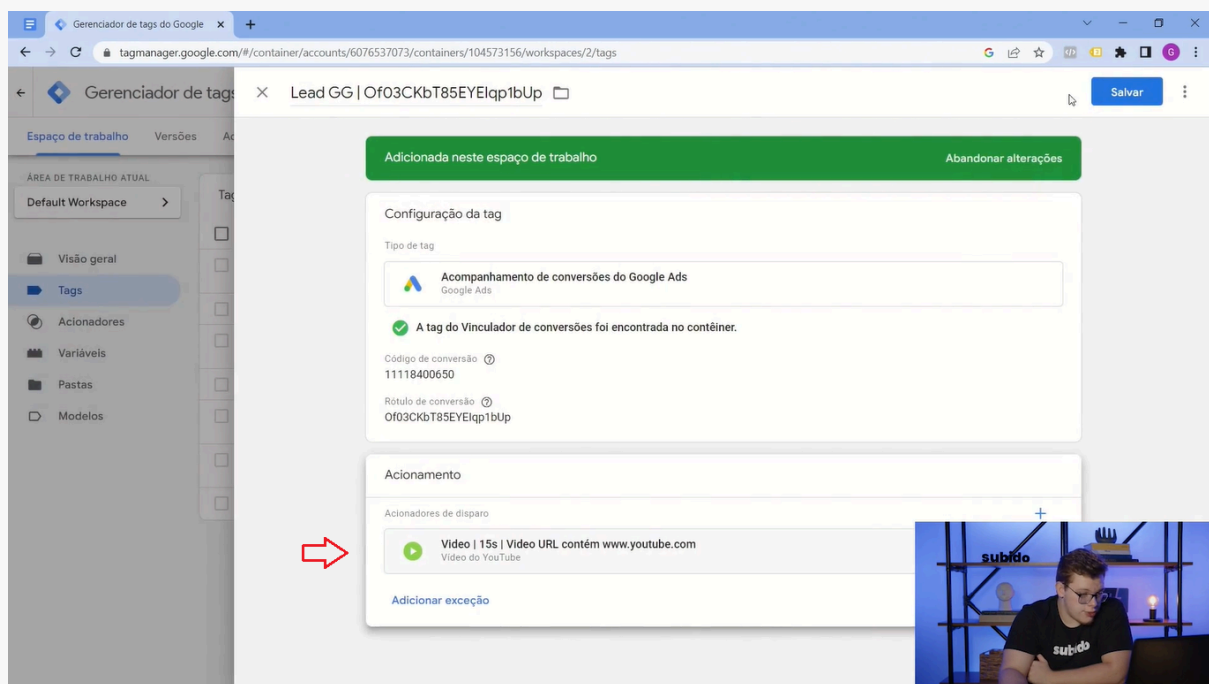 Gerenciador de tags do Google
tagmanager.google.com/#/container/accounts/6076537073/containers/104573156/workspaces/2/tags
Gerenciador de tags
Lead GG | Of03CKbT85EYEIqp1bUp
Salvar
Espaço de trabalho
Versões
Adicionada neste espaço de trabalho
Abandonar alterações
ÁREA DE TRABALHO ATUAL
Default Workspace
Configuração da tag
Tipo de tag
Acompanhamento de conversões do Google Ads
Google Ads
A tag do Vinculador de conversões foi encontrada no contêiner.
Código de conversão
11118400650
Rótulo de conversão
Of03CKbT85EYEIqp1bUp
Visão geral
Tags
Acionadores
Variáveis
Pastas
Modelos
Acionamento
Acionadores de disparo
Video | 15s | Video URL contém www.youtube.com
Vídeo do YouTube
Adicionar exceção
subido
subido